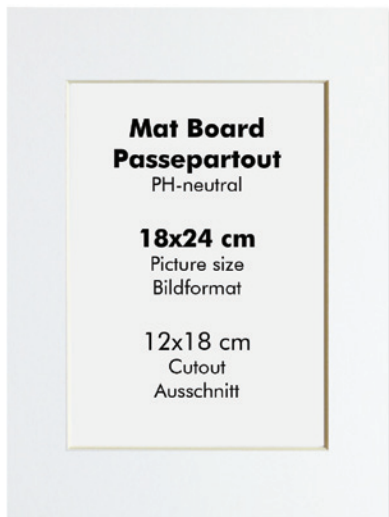 Mat Board
Passepartout
PH-neutral
18x24 cm
Picture size
Bildformat
12x18 cm
Cutout
Ausschnitt